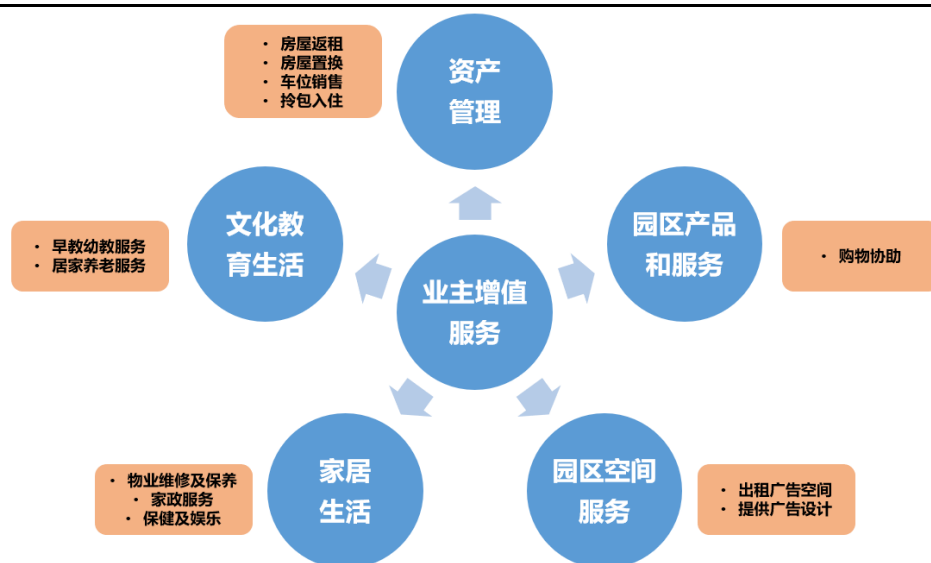 房屋返租
房屋置换
车位销售
拎包入住
资产
管理
文化教
育生活
早教幼教服务
居家养老服务
园区产品
和服务
购物协助
业主增值
服务
家居
生活
物业维修及保养
家政服务
保健及娱乐
园区空间
服务
出租广告空间
提供广告设计